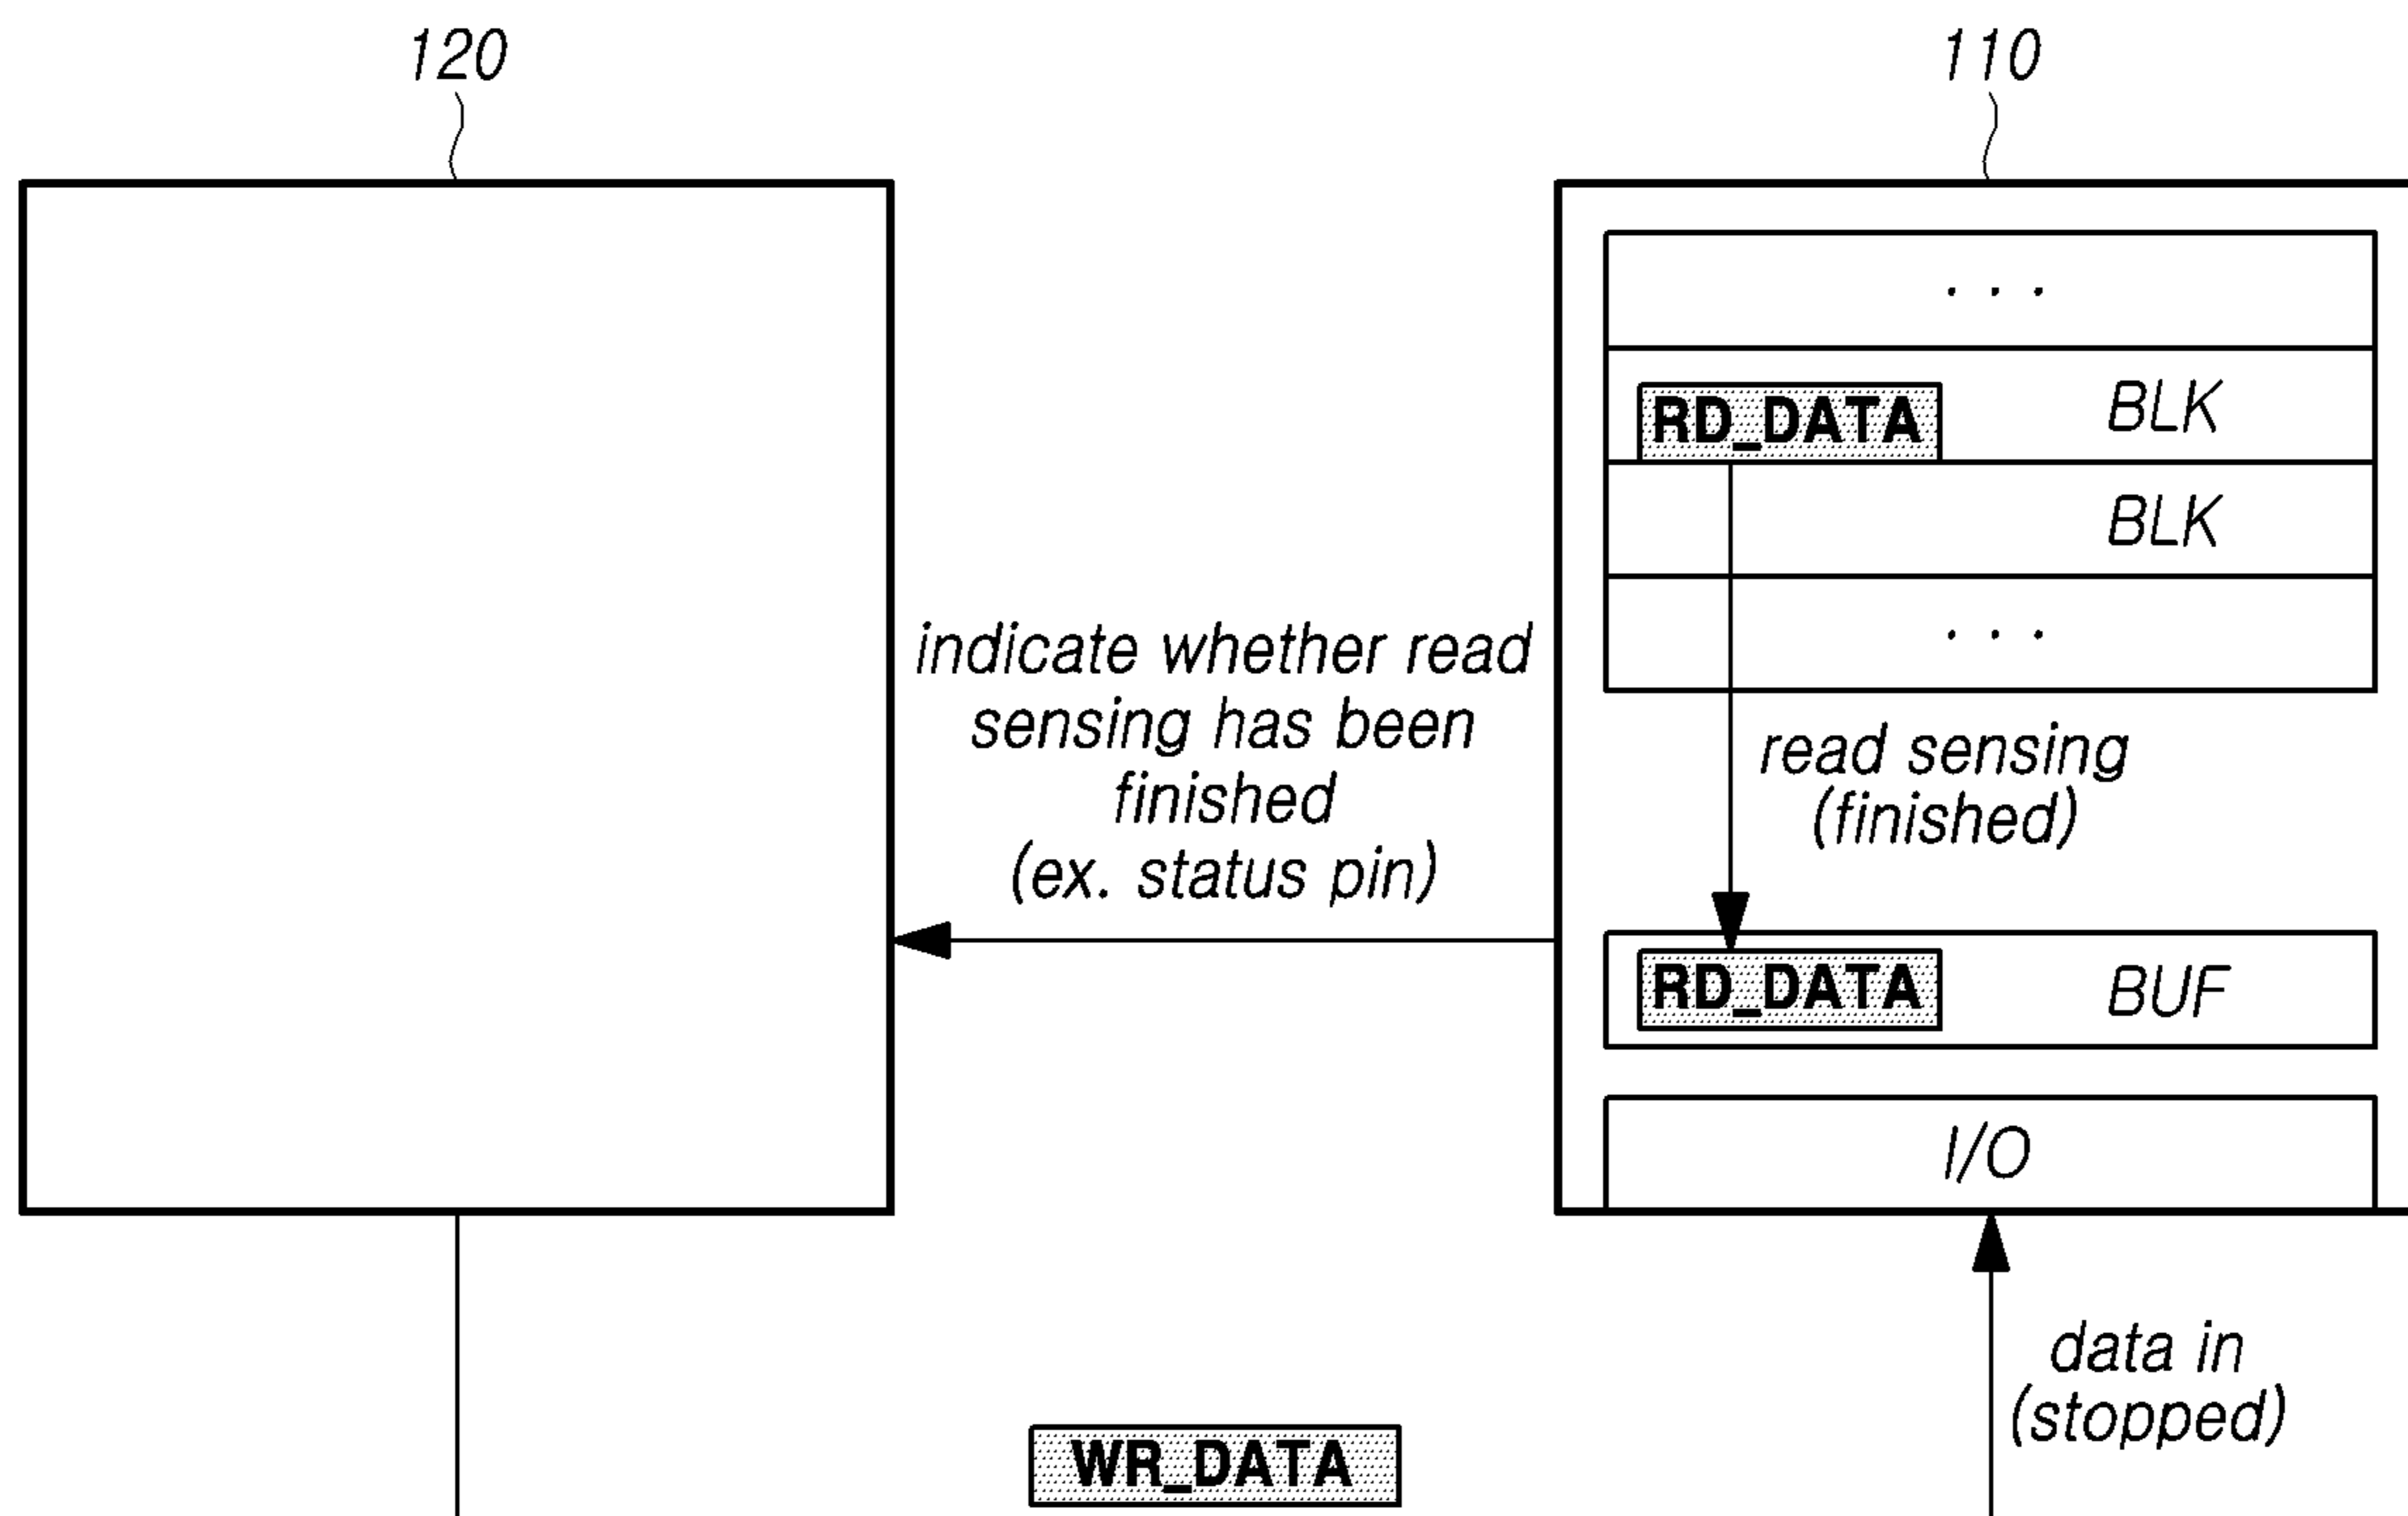 120
110
. . .
RD_DATA BLK
BLK
. . .
indicate whether read
sensing has been
finished
(ex. status pin)
read sensing
(finished)
RD_DATA BUF
I/O
data in
(stopped)
WR_DATA